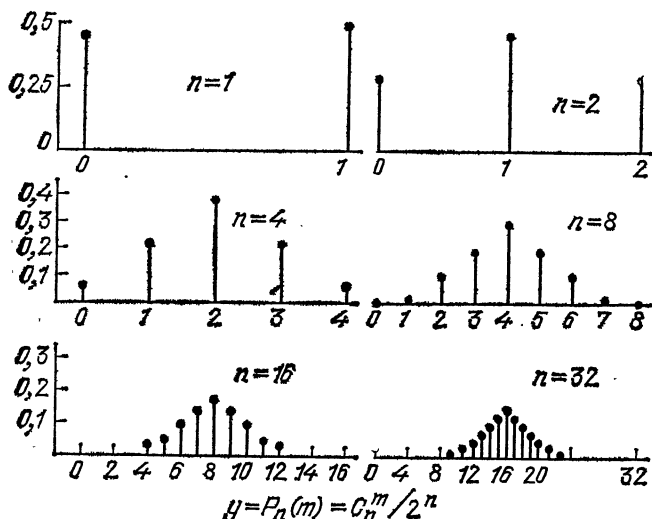 0,5
0,25
0
n=1
0 1
n=2
0 1 2
0,4
0,3
0,2
0,1
n=4
0 1 2 3 4
n=8
0 1 2 3 4 5 6 7 8
0,3
0,2
0,1
n=16
0 2 4 6 8 10 12 14 16
n=32
0 4 8 12 16 20 32
y=Pₙ(m)=Cₙᵐ/2ⁿ